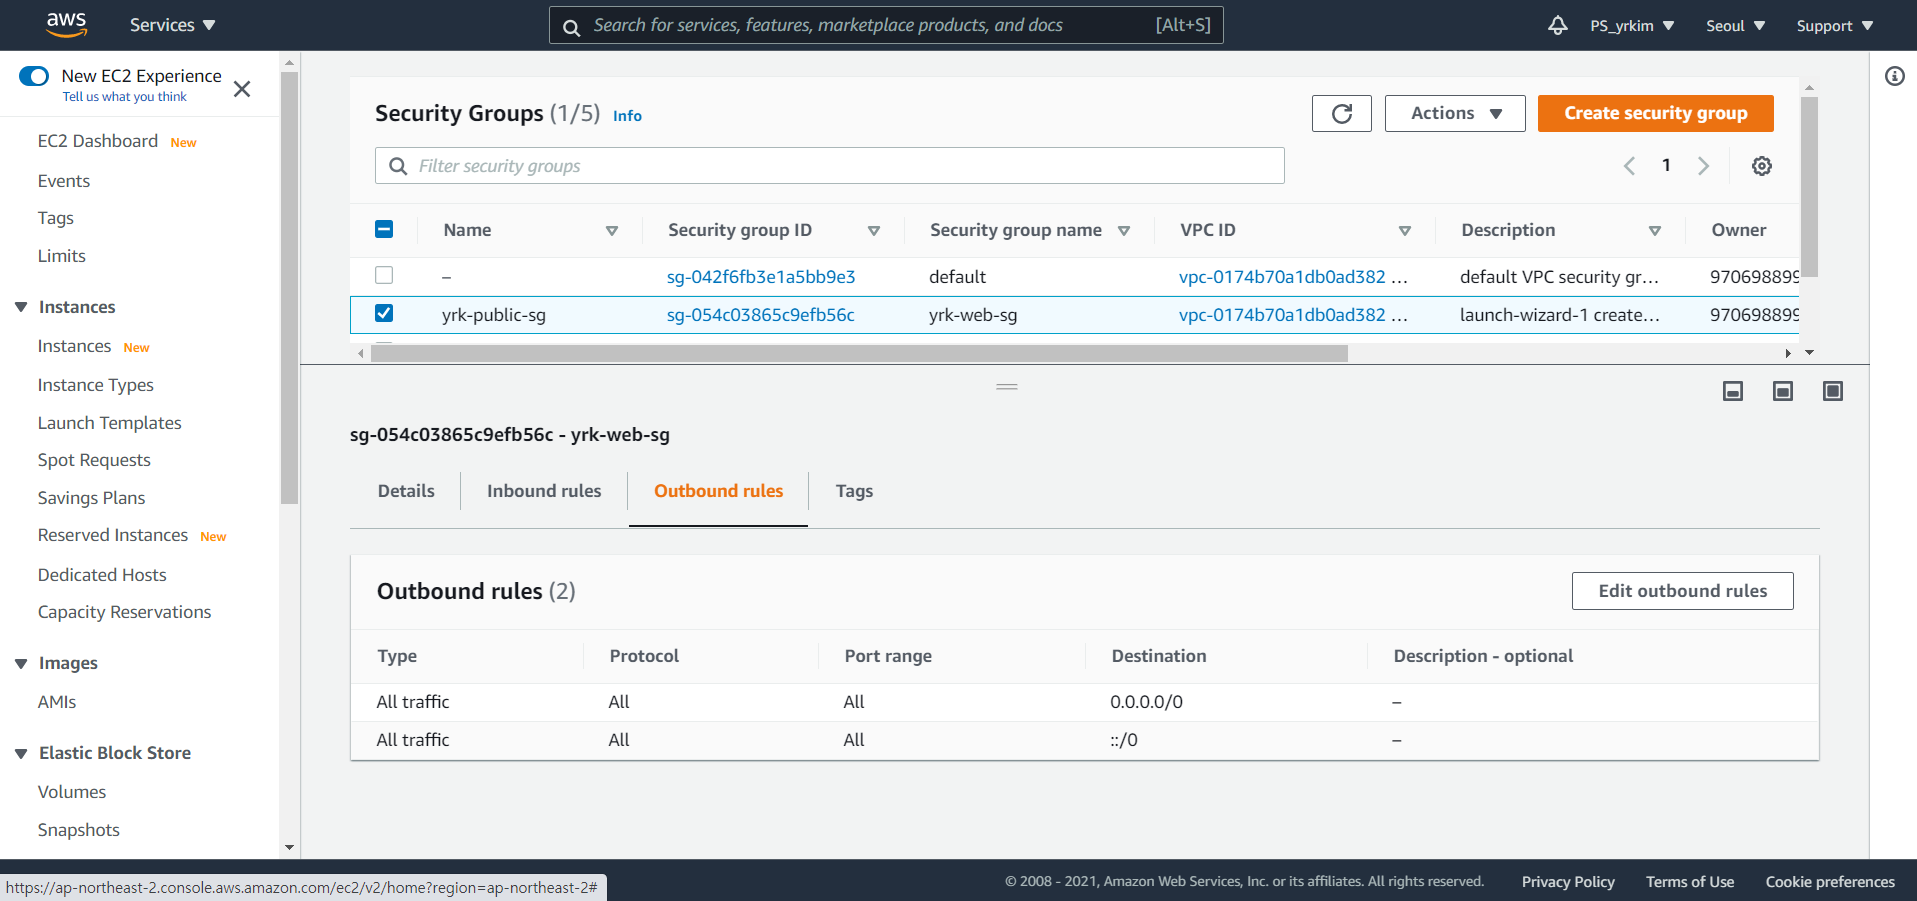 aws Services Search for services, features, marketplace products, and docs [Alt+S] PS_yrkim Seoul Support
New EC2 Experience
Tell us what you think
EC2 Dashboard New
Events
Tags
Limits
Instances
Instances New
Instance Types
Launch Templates
Spot Requests
Savings Plans
Reserved Instances New
Dedicated Hosts
Capacity Reservations
Images
AMIs
Elastic Block Store
Volumes
Snapshots
Security Groups (1/5) Info Actions Create security group
Filter security groups 1
Name Security group ID Security group name VPC ID Description Owner
– sg-042f6fb3e1a5bb9e3 default vpc-0174b70a1db0ad382 ... default VPC security gr... 970698899
yrk-public-sg sg-054c03865c9efb56c yrk-web-sg vpc-0174b70a1db0ad382 ... launch-wizard-1 create... 970698899
sg-054c03865c9efb56c - yrk-web-sg
Details Inbound rules Outbound rules Tags
Outbound rules (2) Edit outbound rules
Type Protocol Port range Destination Description - optional
All traffic All All 0.0.0.0/0 –
All traffic All All ::/0 –
https://ap-northeast-2.console.aws.amazon.com/ec2/v2/home?region=ap-northeast-2# © 2008 - 2021, Amazon Web Services, Inc. or its affiliates. All rights reserved. Privacy Policy Terms of Use Cookie preferences